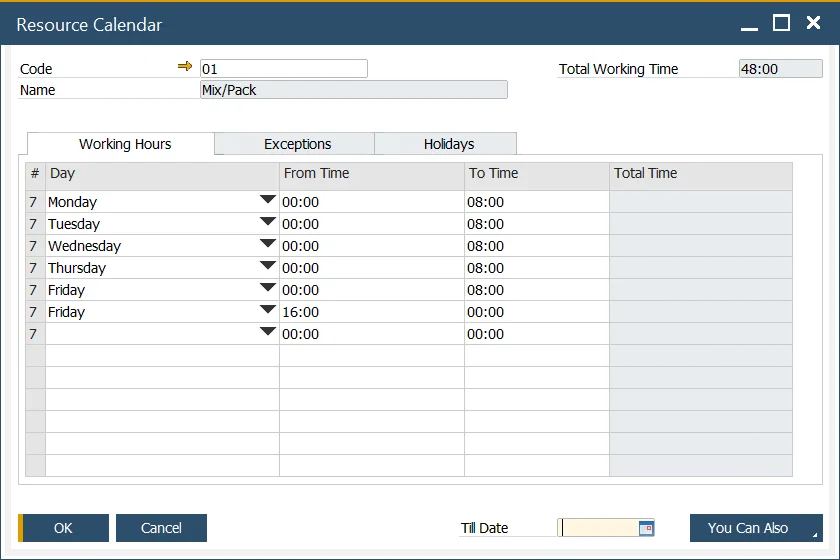 Resource Calendar
Code 01 Total Working Time 48:00
Name Mix/Pack
Working Hours Exceptions Holidays
# Day From Time To Time Total Time
7 Monday 00:00 08:00
7 Tuesday 00:00 08:00
7 Wednesday 00:00 08:00
7 Thursday 00:00 08:00
7 Friday 00:00 08:00
7 Friday 16:00 00:00
7 00:00 00:00
OK Cancel Till Date You Can Also